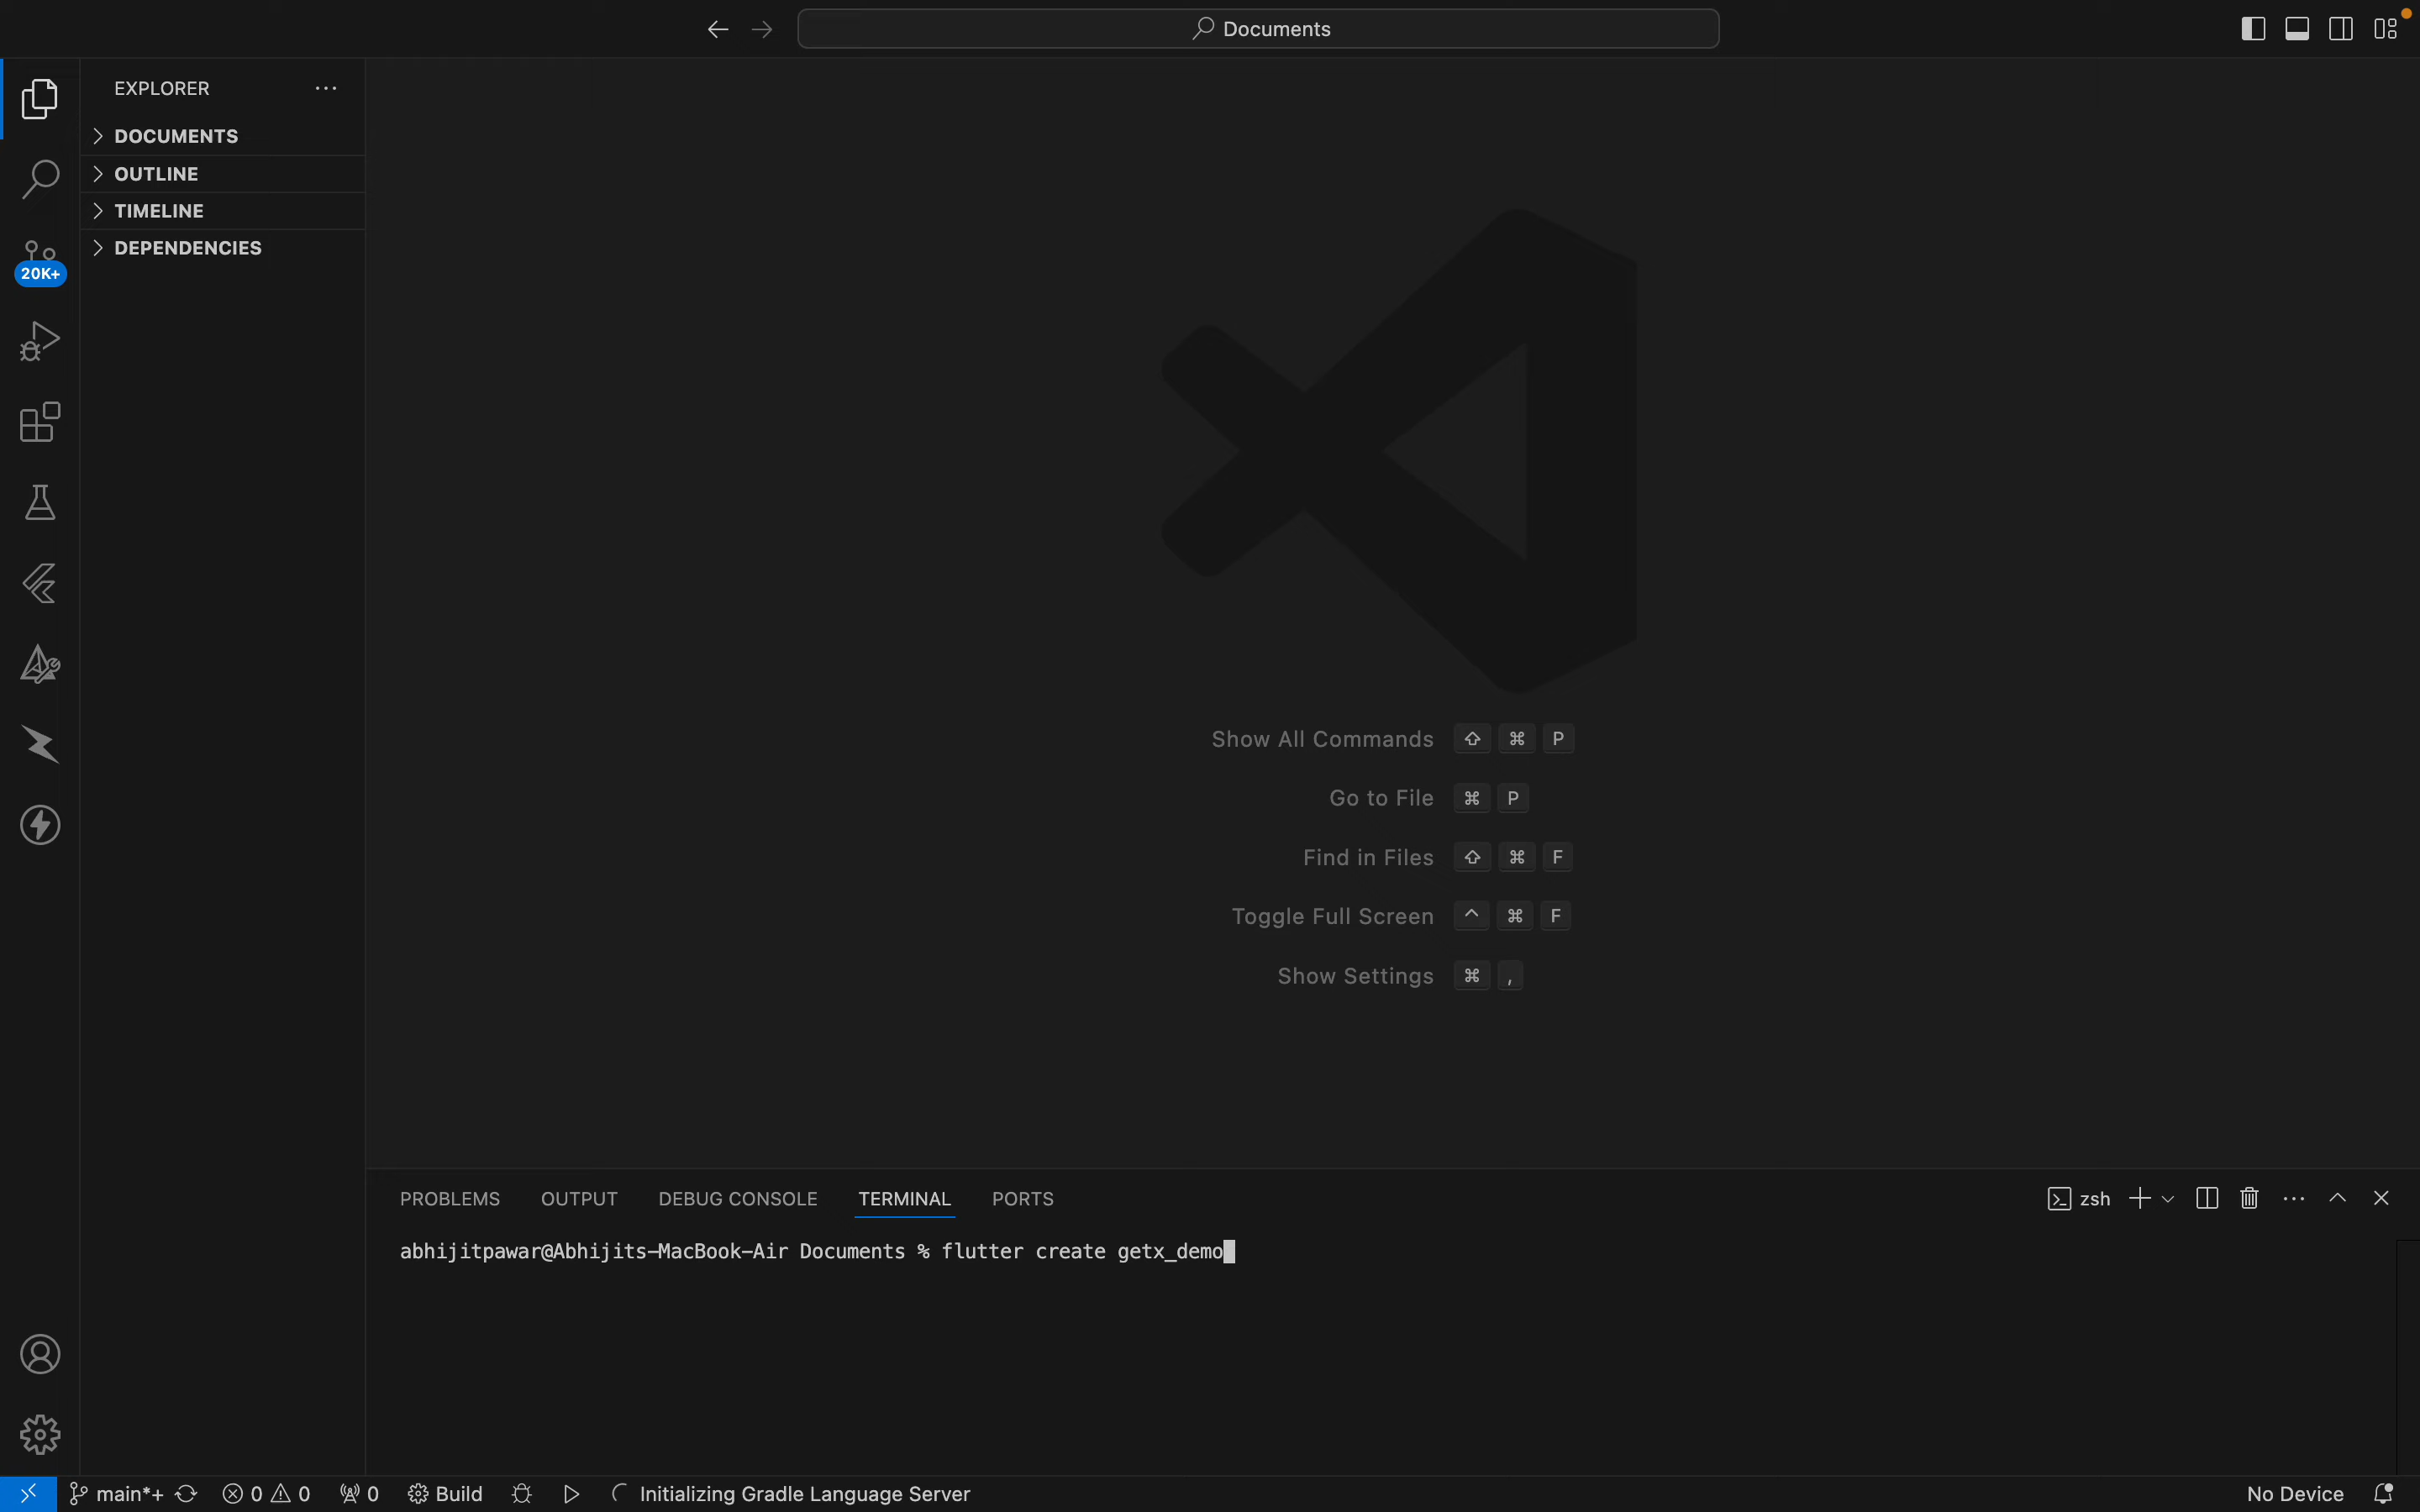 Documents
EXPLORER
DOCUMENTS
OUTLINE
TIMELINE
DEPENDENCIES
20K+
Show All Commands ⇧ ⌘ P
Go to File ⌘ P
Find in Files ⇧ ⌘ F
Toggle Full Screen ^ ⌘ F
Show Settings ⌘ ,
PROBLEMS OUTPUT DEBUG CONSOLE TERMINAL PORTS zsh
abhijitpawar@Abhijits-MacBook-Air Documents % flutter create getx_demo
main*+ 0 0 0 Build Initializing Gradle Language Server No Device